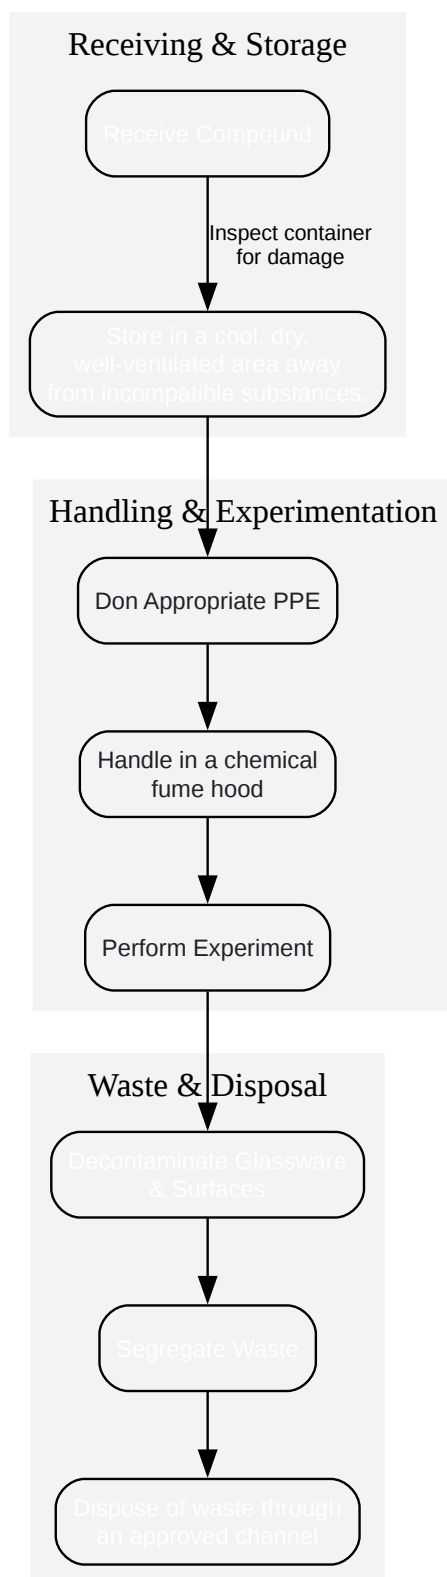 Receiving & Storage
Receive Compound
Inspect container
for damage
Store in a cool, dry,
well-ventilated area away
from incompatible substances.
Handling & Experimentation
Don Appropriate PPE
Handle in a chemical
fume hood
Perform Experiment
Waste & Disposal
Decontaminate Glassware
& Surfaces
Segregate Waste
Dispose of waste through
an approved channel